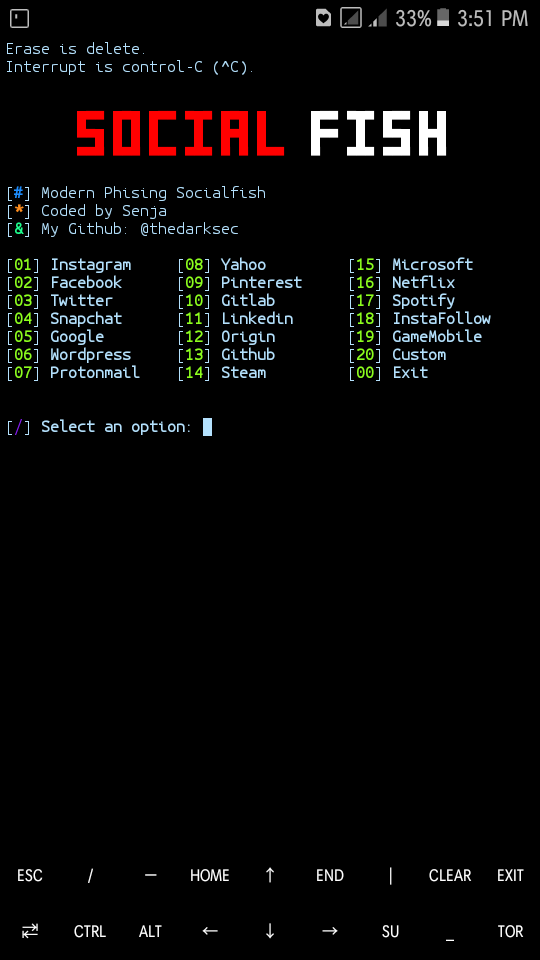 33% 3:51 PM
Erase is delete.
Interrupt is control-C (^C).
SOCIAL FISH
[#] Modern Phising Socialfish
[*] Coded by Senja
[&] My Github: @thedarksec
[01] Instagram [08] Yahoo [15] Microsoft
[02] Facebook [09] Pinterest [16] Netflix
[03] Twitter [10] Gitlab [17] Spotify
[04] Snapchat [11] Linkedin [18] InstaFollow
[05] Google [12] Origin [19] GameMobile
[06] Wordpress [13] Github [20] Custom
[07] Protonmail [14] Steam [00] Exit
[/] Select an option:
ESC / — HOME ↑ END | CLEAR EXIT
⇄ CTRL ALT ← ↓ → SU _ TOR